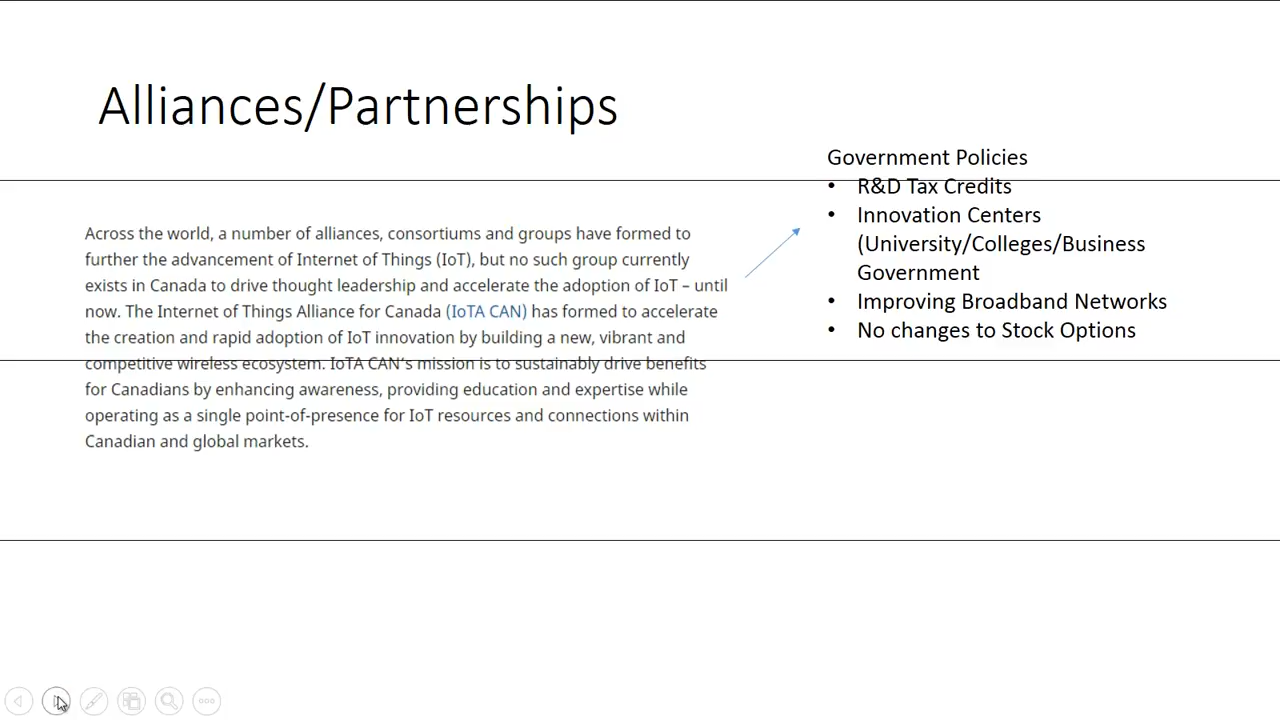 Alliances/Partnerships
Across the world, a number of alliances, consortiums and groups have formed to
further the advancement of Internet of Things (IoT), but no such group currently
exists in Canada to drive thought leadership and accelerate the adoption of IoT – until
now. The Internet of Things Alliance for Canada (IoTA CAN) has formed to accelerate
the creation and rapid adoption of IoT innovation by building a new, vibrant and
competitive wireless ecosystem. IoTA CAN's mission is to sustainably drive benefits
for Canadians by enhancing awareness, providing education and expertise while
operating as a single point-of-presence for IoT resources and connections within
Canadian and global markets.
Government Policies
• R&D Tax Credits
• Innovation Centers
(University/Colleges/Business
Government
• Improving Broadband Networks
• No changes to Stock Options